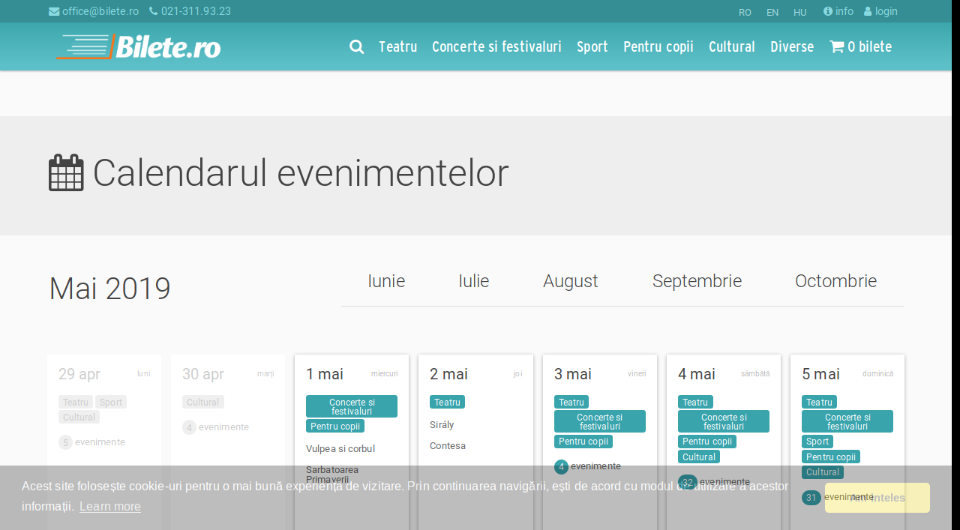 office@bilete.ro 021-311.93.23 RO EN HU info login
Bilete.ro Teatru Concerte si festivaluri Sport Pentru copii Cultural Diverse 0 bilete
Calendarul evenimentelor
Mai 2019 Iunie Iulie August Septembrie Octombrie
29 apr luni
Teatru Sport
Cultural
5 evenimente
30 apr marți
Cultural
4 evenimente
1 mai miercuri
Concerte si
festivaluri
Pentru copii
Vulpea si corbul
Sarbatoarea
Primaverii
2 mai joi
Teatru
Sirály
Contesa
3 mai vineri
Teatru
Concerte si
festivaluri
Pentru copii
4 evenimente
4 mai sâmbătă
Teatru
Concerte si
festivaluri
Pentru copii
Cultural
32 evenimente
5 mai duminică
Teatru
Concerte si
festivaluri
Sport
Pentru copii
Cultural
31 evenimente
Acest site folosește cookie-uri pentru o mai bună experiență de vizitare. Prin continuarea navigării, ești de acord cu modul de utilizare a acestor
informații. Learn more
Am inteles